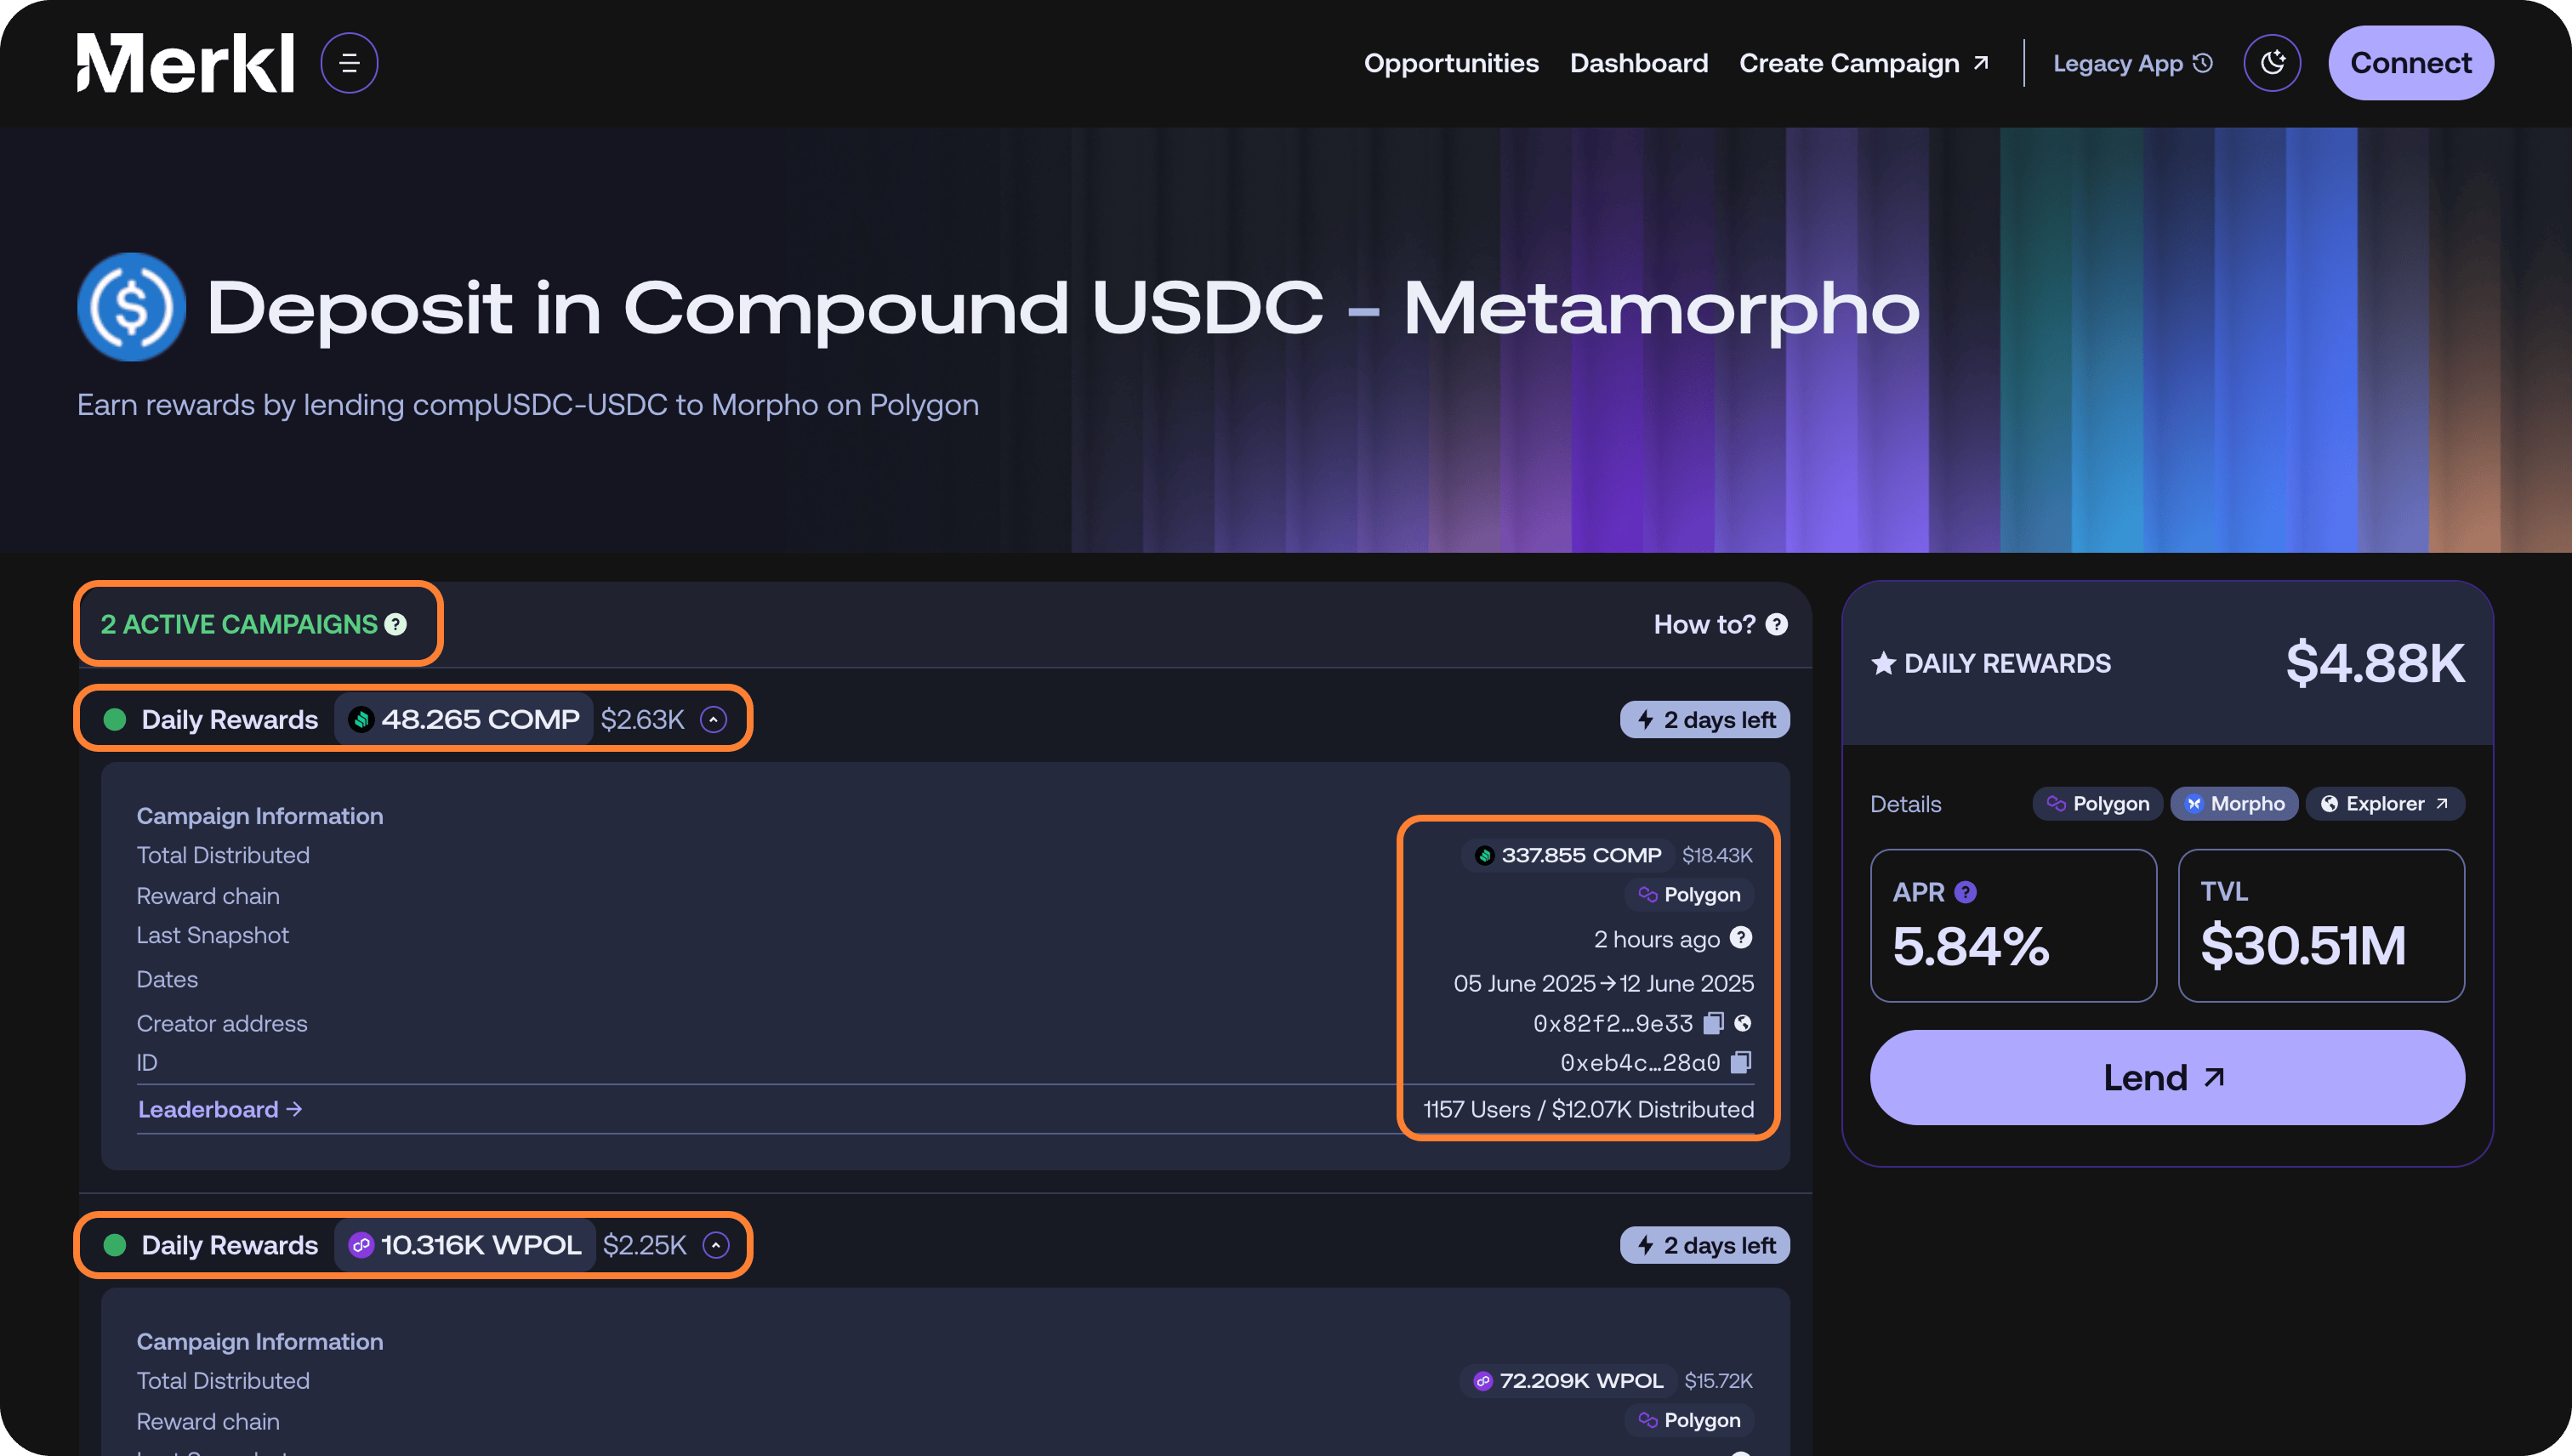 Merkl
Opportunities Dashboard Create Campaign Legacy App Connect
Deposit in Compound USDC - Metamorpho
Earn rewards by lending compUSDC-USDC to Morpho on Polygon
2 ACTIVE CAMPAIGNS ?
How to? ?
Daily Rewards 48.265 COMP $2.63K
2 days left
Campaign Information
Total Distributed 337.855 COMP $18.43K
Reward chain Polygon
Last Snapshot 2 hours ago ?
Dates 05 June 2025→12 June 2025
Creator address 0x82f2…9e33
ID 0xeb4c…28a0
Leaderboard → 1157 Users / $12.07K Distributed
Daily Rewards 10.316K WPOL $2.25K
2 days left
Campaign Information
Total Distributed 72.209K WPOL $15.72K
Reward chain Polygon
DAILY REWARDS $4.88K
Details Polygon Morpho Explorer
APR ?
5.84%
TVL
$30.51M
Lend